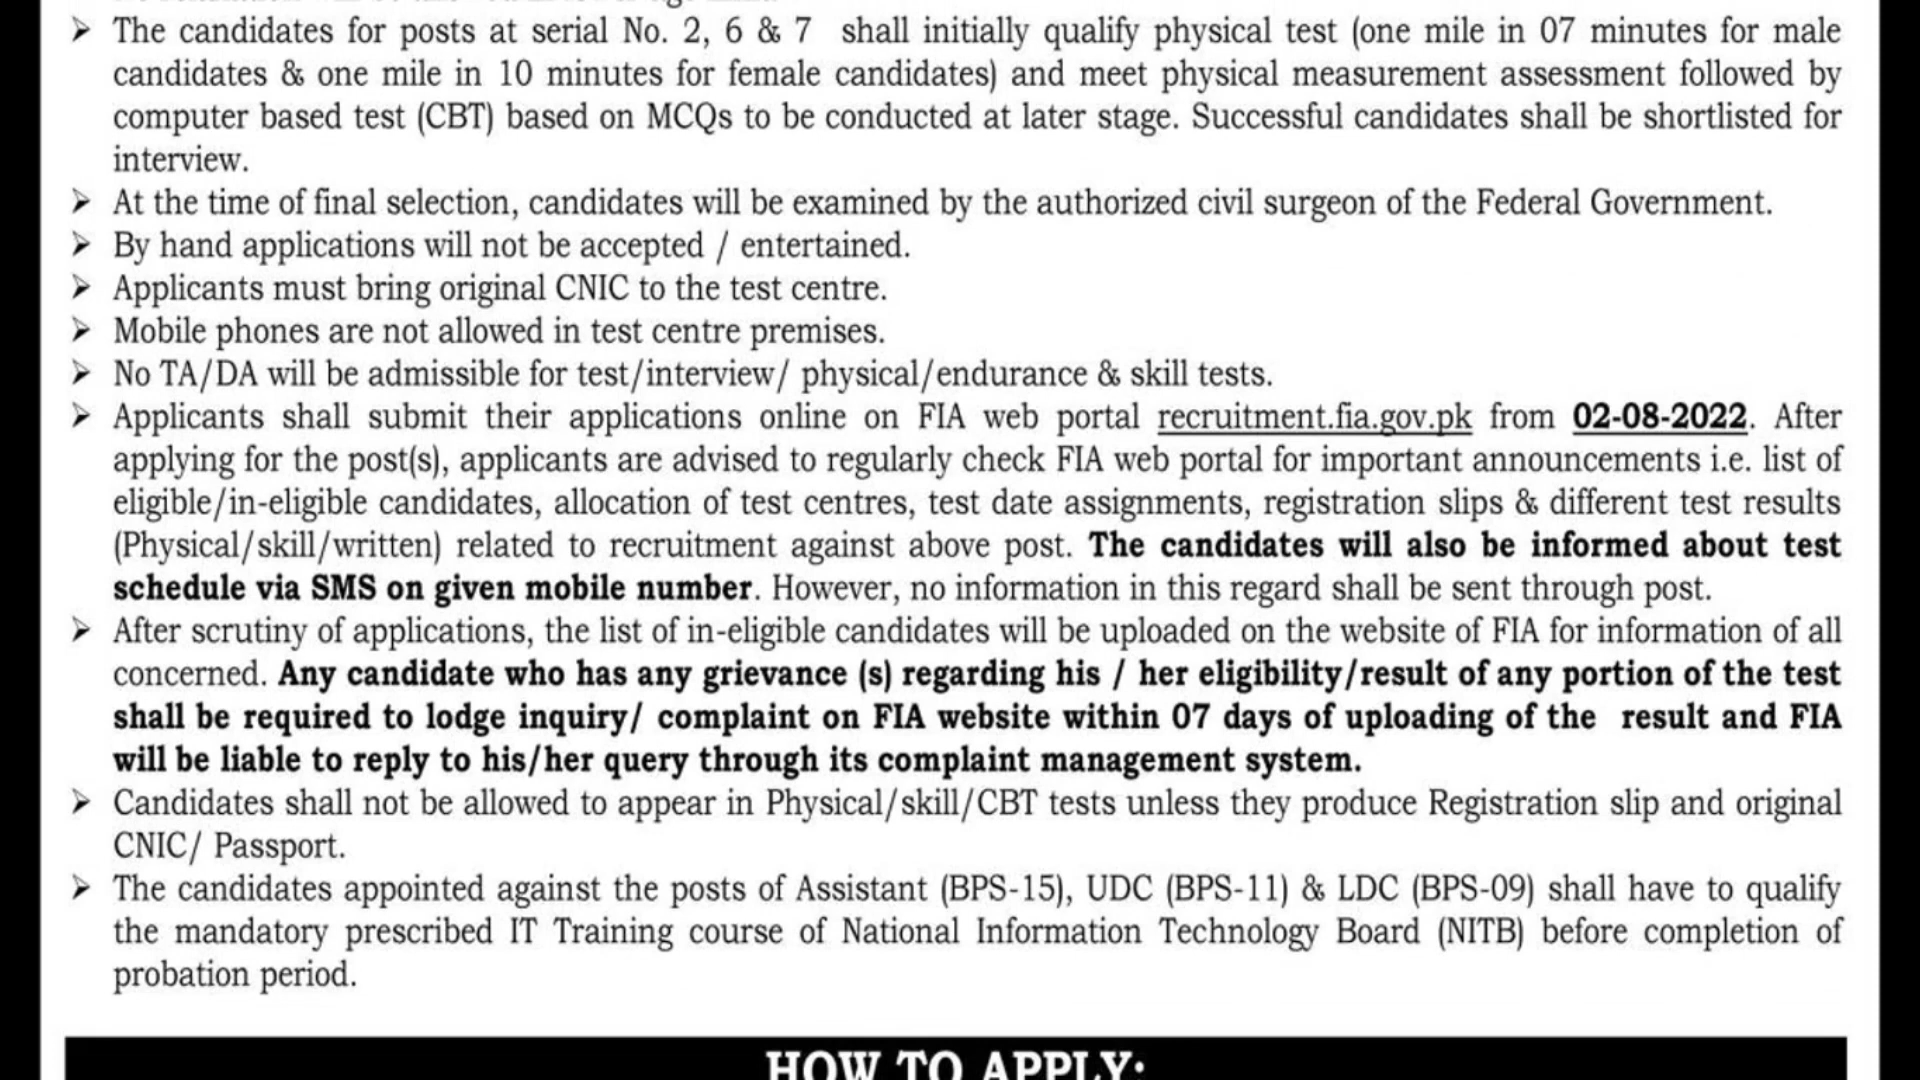 ➢ The candidates for posts at serial No. 2, 6 & 7 shall initially qualify physical test (one mile in 07 minutes for male
candidates & one mile in 10 minutes for female candidates) and meet physical measurement assessment followed by
computer based test (CBT) based on MCQs to be conducted at later stage. Successful candidates shall be shortlisted for
interview.
➢ At the time of final selection, candidates will be examined by the authorized civil surgeon of the Federal Government.
➢ By hand applications will not be accepted / entertained.
➢ Applicants must bring original CNIC to the test centre.
➢ Mobile phones are not allowed in test centre premises.
➢ No TA/DA will be admissible for test/interview/ physical/endurance & skill tests.
➢ Applicants shall submit their applications online on FIA web portal recruitment.fia.gov.pk from 02-08-2022. After
applying for the post(s), applicants are advised to regularly check FIA web portal for important announcements i.e. list of
eligible/in-eligible candidates, allocation of test centres, test date assignments, registration slips & different test results
(Physical/skill/written) related to recruitment against above post. The candidates will also be informed about test
schedule via SMS on given mobile number. However, no information in this regard shall be sent through post.
➢ After scrutiny of applications, the list of in-eligible candidates will be uploaded on the website of FIA for information of all
concerned. Any candidate who has any grievance (s) regarding his / her eligibility/result of any portion of the test
shall be required to lodge inquiry/ complaint on FIA website within 07 days of uploading of the result and FIA
will be liable to reply to his/her query through its complaint management system.
➢ Candidates shall not be allowed to appear in Physical/skill/CBT tests unless they produce Registration slip and original
CNIC/ Passport.
➢ The candidates appointed against the posts of Assistant (BPS-15), UDC (BPS-11) & LDC (BPS-09) shall have to qualify
the mandatory prescribed IT Training course of National Information Technology Board (NITB) before completion of
probation period.
HOW TO APPLY: